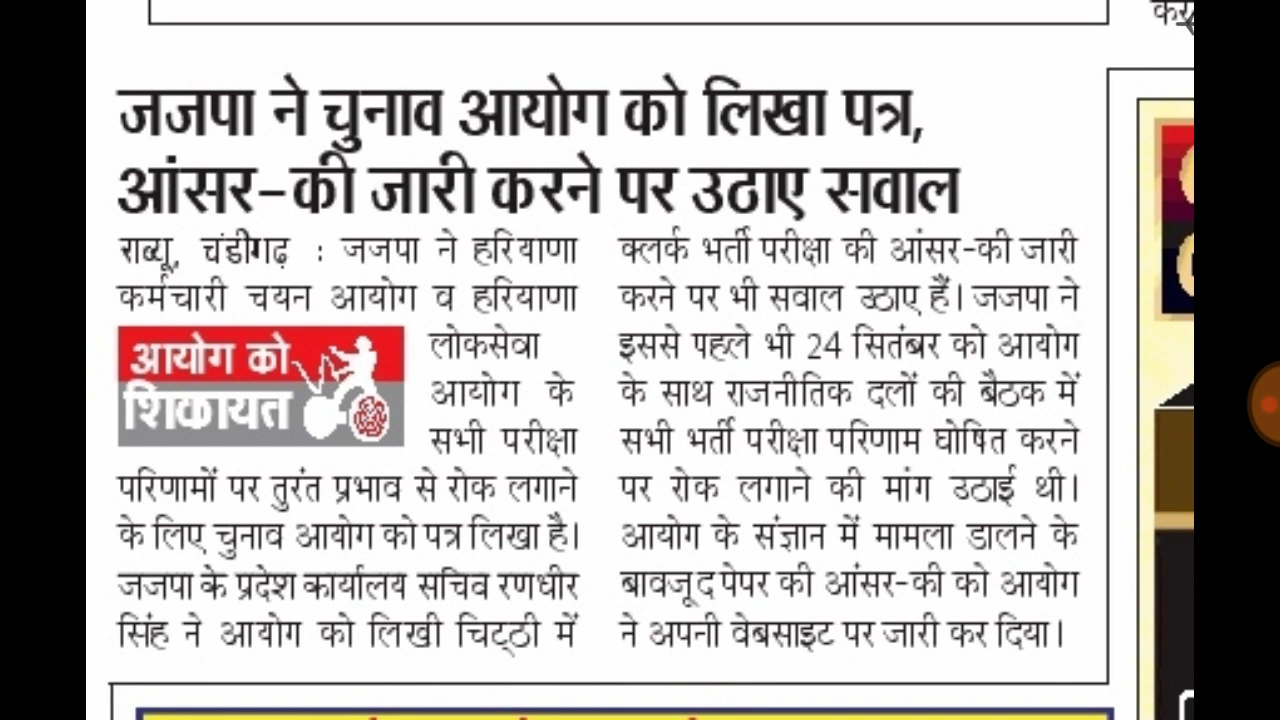 कर
जजपा ने चुनाव आयोग को लिखा पत्र,
आंसर-की जारी करने पर उठाए सवाल
राब्यू, चंडीगढ़ : जजपा ने हरियाणा
कर्मचारी चयन आयोग व हरियाणा
आयोग को
शिकायत
लोकसेवा
आयोग के
सभी परीक्षा
परिणामों पर तुरंत प्रभाव से रोक लगाने
के लिए चुनाव आयोग को पत्र लिखा है।
जजपा के प्रदेश कार्यालय सचिव रणधीर
सिंह ने आयोग को लिखी चिट्ठी में
क्लर्क भर्ती परीक्षा की आंसर-की जारी
करने पर भी सवाल उठाए हैं। जजपा ने
इससे पहले भी 24 सितंबर को आयोग
के साथ राजनीतिक दलों की बैठक में
सभी भर्ती परीक्षा परिणाम घोषित करने
पर रोक लगाने की मांग उठाई थी।
आयोग के संज्ञान में मामला डालने के
बावजूद पेपर की आंसर-की को आयोग
ने अपनी वेबसाइट पर जारी कर दिया।